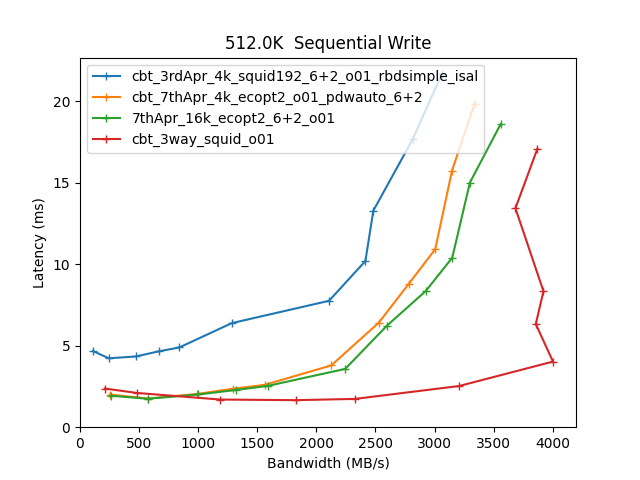 512.0K  Sequential Write
cbt_3rdApr_4k_squid192_6+2_o01_rbdsimple_isal
cbt_7thApr_4k_ecopt2_o01_pdwauto_6+2
7thApr_16k_ecopt2_6+2_o01
cbt_3way_squid_o01
Latency (ms)
20
15
10
5
0
0 500 1000 1500 2000 2500 3000 3500 4000
Bandwidth (MB/s)